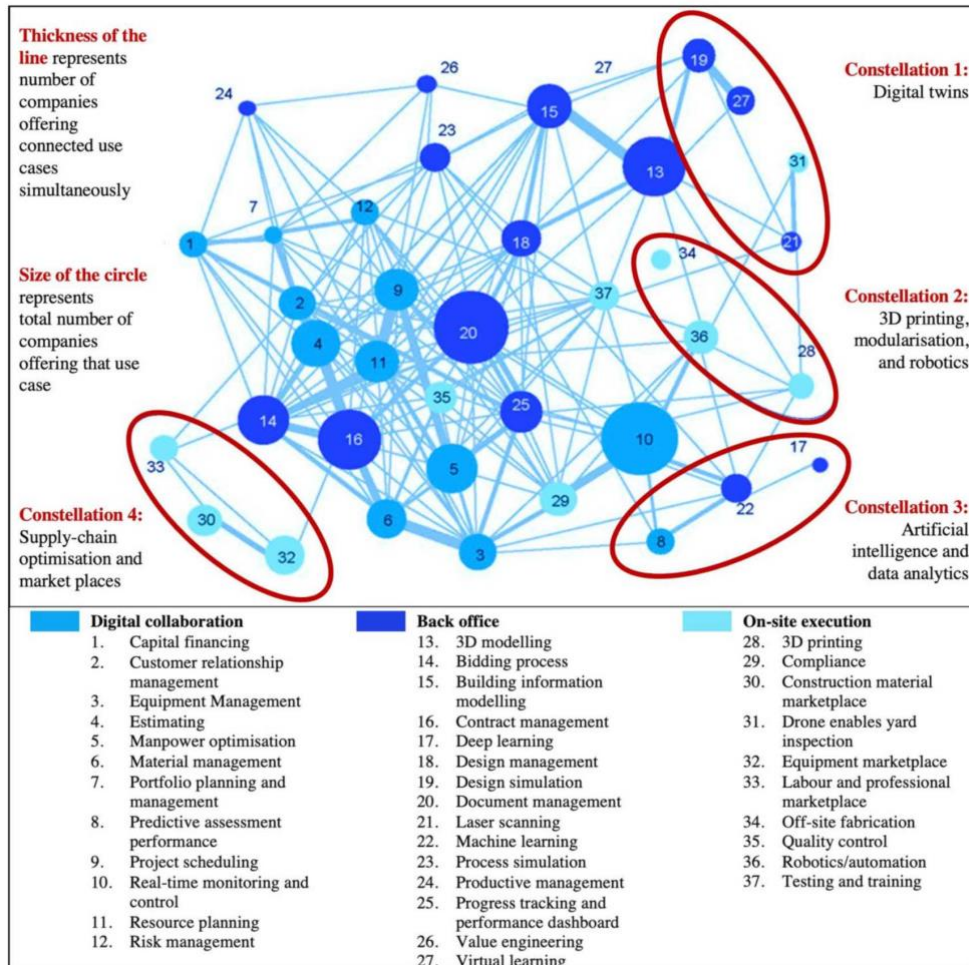 Thickness of the
line represents
number of
companies
offering
connected use
cases
simultaneously
Size of the circle
represents
total number of
companies
offering that use
case
Constellation 4:
Supply-chain
optimisation and
market places
Constellation 1:
Digital twins
Constellation 2:
3D printing,
modularisation,
and robotics
Constellation 3:
Artificial
intelligence and
data analytics
24
26
27
19
27
15
23
13
31
7
12
1
18
21
34
2
9
37
20
4
11
36
28
35
25
14
16
10
17
33
5
22
30
29
6
8
32
3
Digital collaboration
1. Capital financing
2. Customer relationship
management
3. Equipment Management
4. Estimating
5. Manpower optimisation
6. Material management
7. Portfolio planning and
management
8. Predictive assessment
performance
9. Project scheduling
10. Real-time monitoring and
control
11. Resource planning
12. Risk management
Back office
13. 3D modelling
14. Bidding process
15. Building information
modelling
16. Contract management
17. Deep learning
18. Design management
19. Design simulation
20. Document management
21. Laser scanning
22. Machine learning
23. Process simulation
24. Productive management
25. Progress tracking and
performance dashboard
26. Value engineering
27. Virtual learning
On-site execution
28. 3D printing
29. Compliance
30. Construction material
marketplace
31. Drone enables yard
inspection
32. Equipment marketplace
33. Labour and professional
marketplace
34. Off-site fabrication
35. Quality control
36. Robotics/automation
37. Testing and training